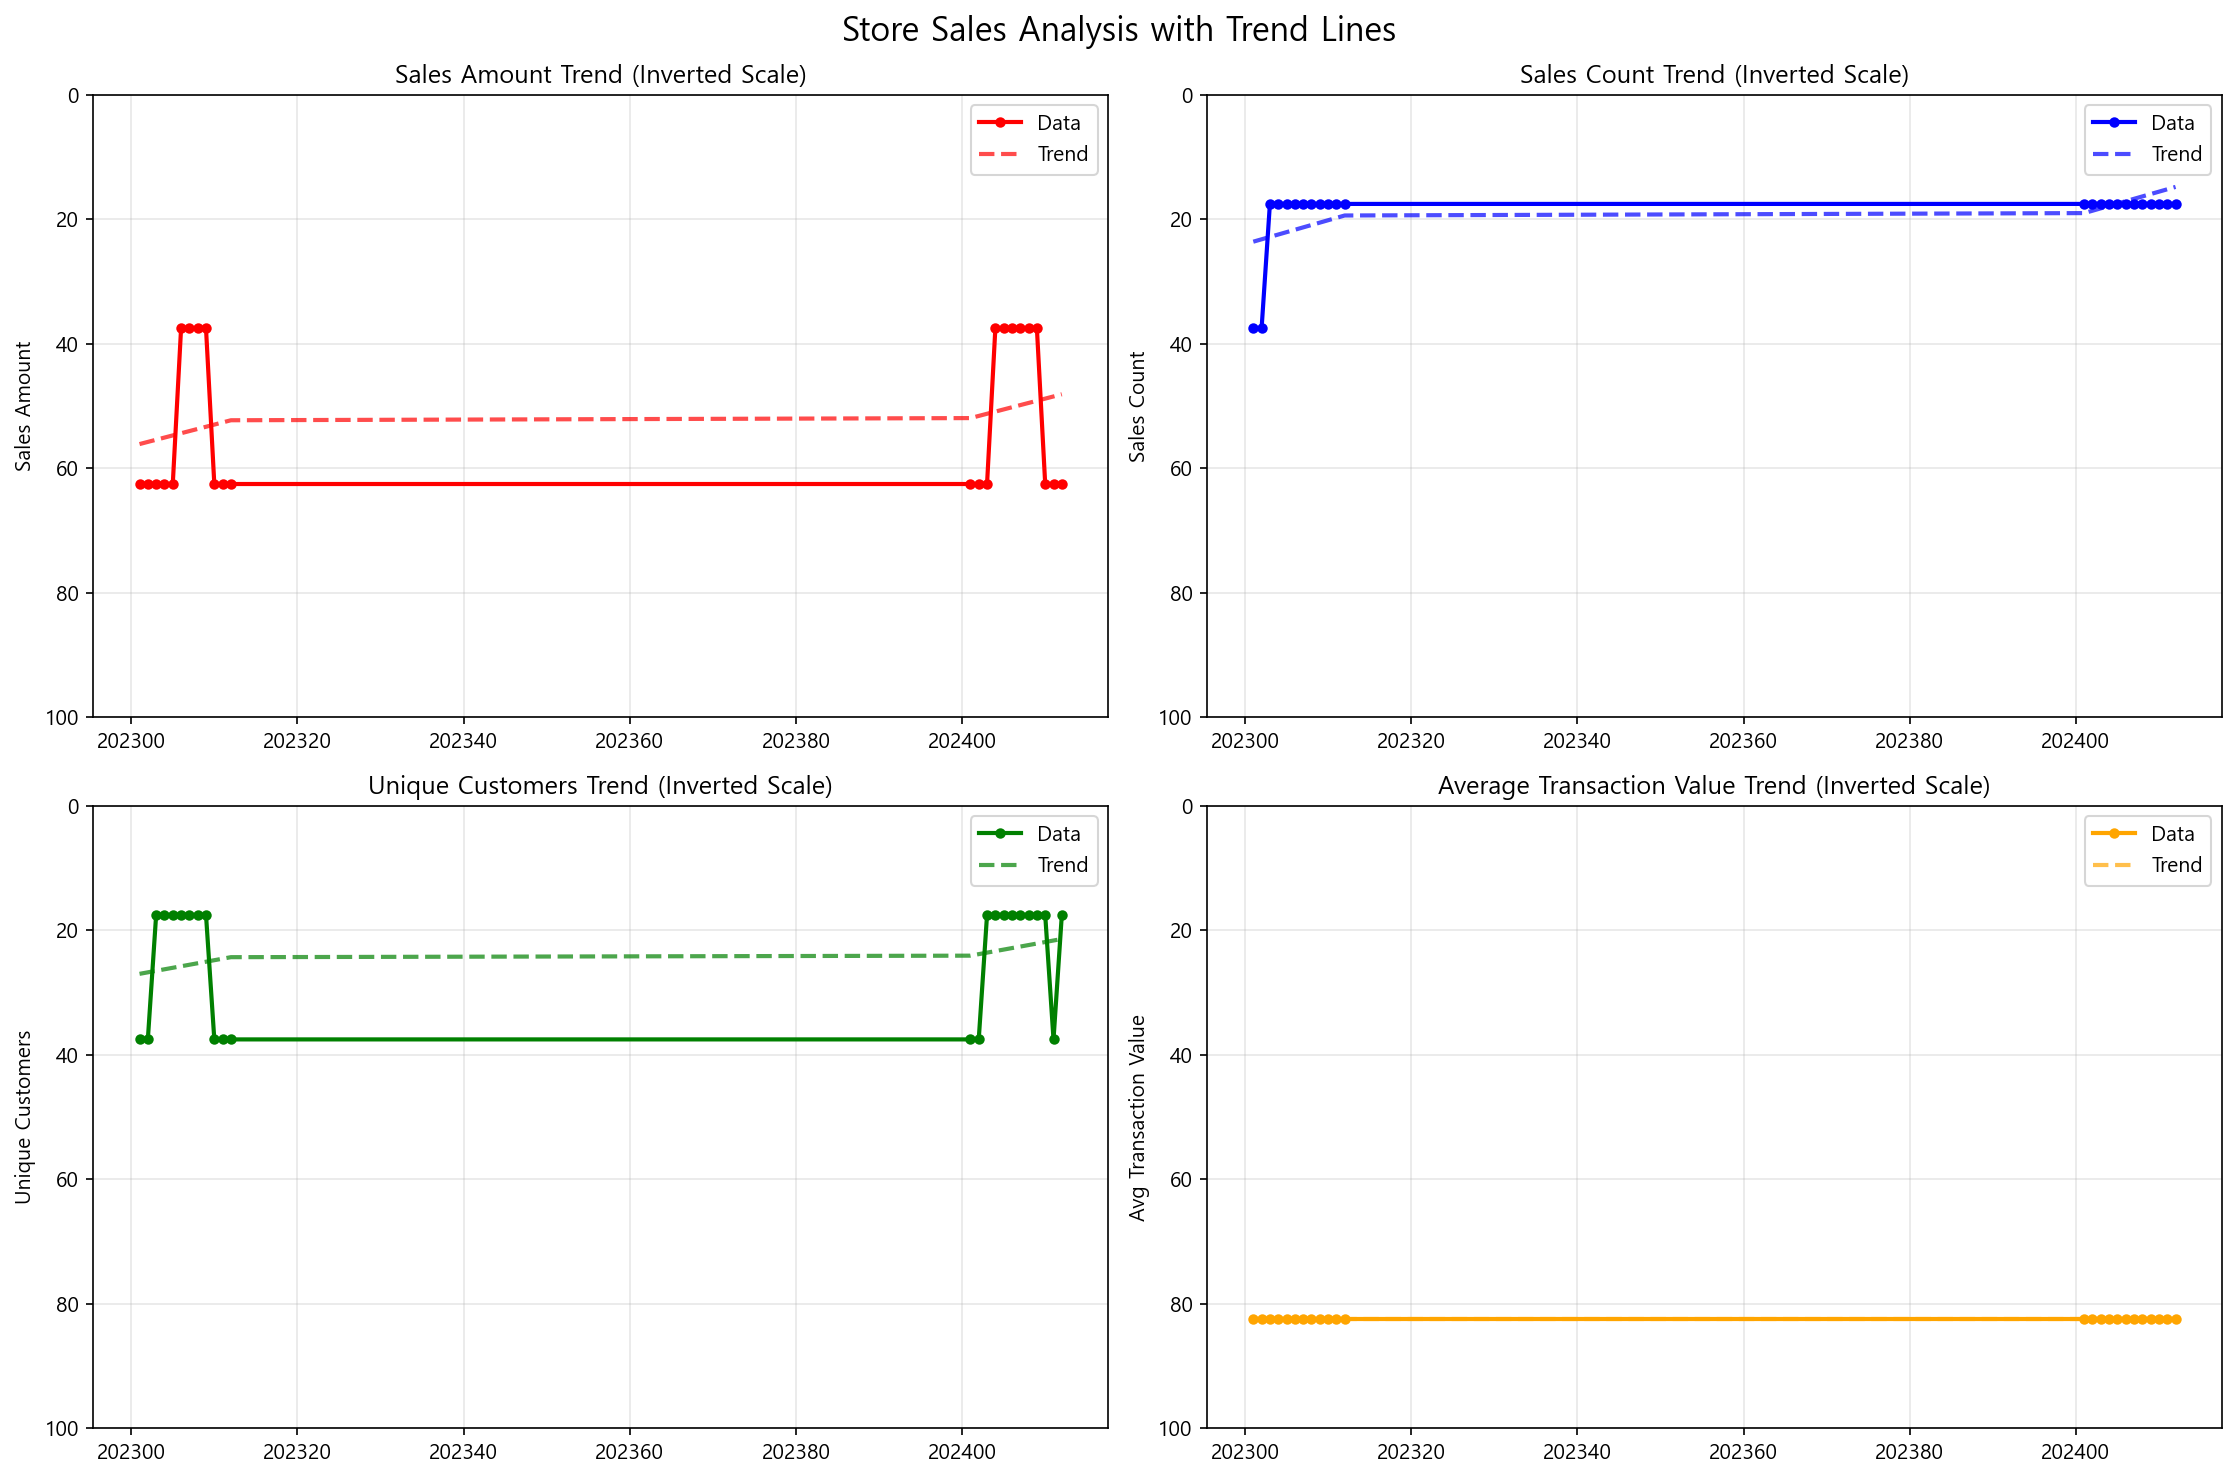 Store Sales Analysis with Trend Lines
Sales Amount Trend (Inverted Scale)
0
20
40
60
80
100
Sales Amount
Data
Trend
202300
202320
202340
202360
202380
202400
Sales Count Trend (Inverted Scale)
0
20
40
60
80
100
Sales Count
Data
Trend
202300
202320
202340
202360
202380
202400
Unique Customers Trend (Inverted Scale)
0
20
40
60
80
100
Unique Customers
Data
Trend
202300
202320
202340
202360
202380
202400
Average Transaction Value Trend (Inverted Scale)
0
20
40
60
80
100
Avg Transaction Value
Data
Trend
202300
202320
202340
202360
202380
202400